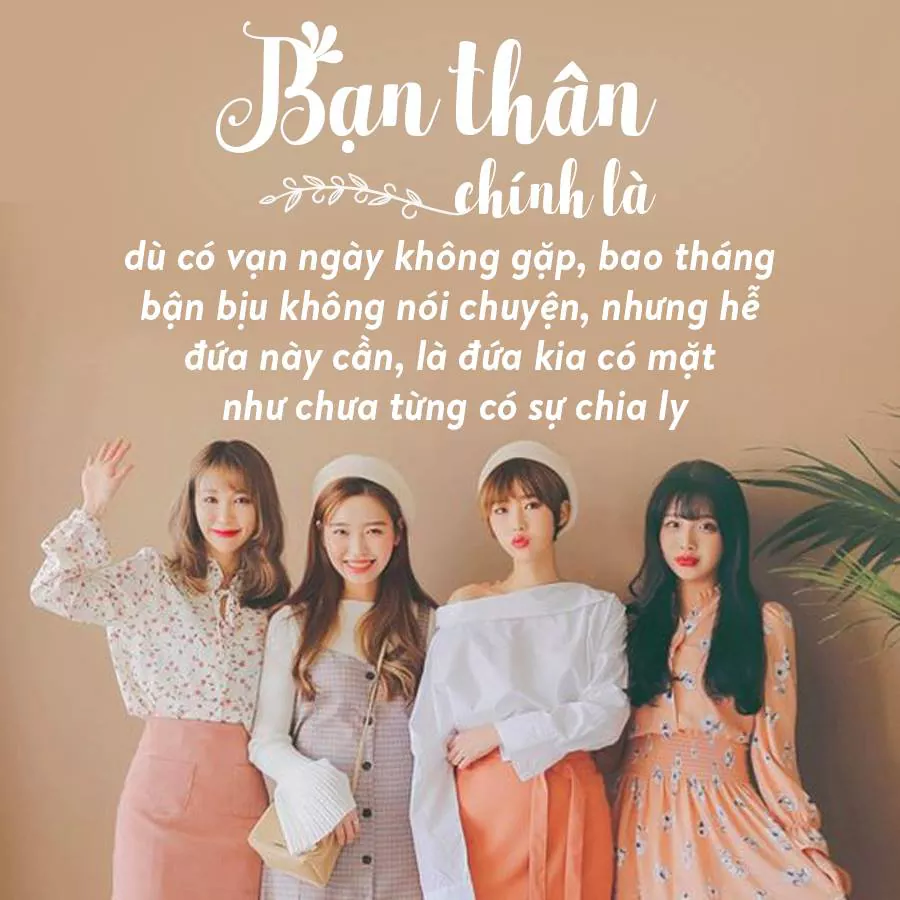 Bạn thân
chính là
dù có vạn ngày không gặp, bao tháng
bận bịu không nói chuyện, nhưng hễ
đứa này cần, là đứa kia có mặt
như chưa từng có sự chia ly